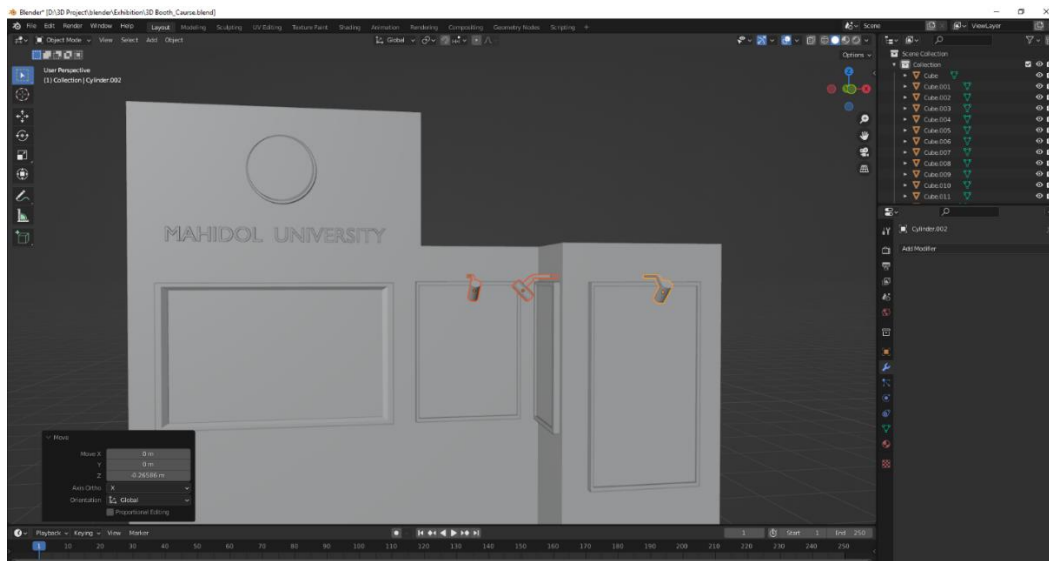 Blender* [D:\3D Project\blender\Exhibition\3D Booth_Caurse.blend]
File Edit Render Window Help Layout Modeling Sculpting UV Editing Texture Paint Shading Animation Rendering Compositing Geometry Nodes Scripting + Scene ViewLayer
Object Mode View Select Add Object Global
Options
User Perspective
(1) Collection | Cylinder.002
Z
X
MAHIDOL UNIVERSITY
Move
Move X 0 m
Y 0 m
Z -0.26586 m
Axis Ortho X
Orientation Global
Proportional Editing
Scene Collection
Collection
Cube
Cube.001
Cube.002
Cube.003
Cube.004
Cube.005
Cube.006
Cube.007
Cube.008
Cube.009
Cube.010
Cube.011
Cylinder.002
Add Modifier
Playback Keying View Marker 1 Start 1 End 250
1 10 20 30 40 50 60 70 80 90 100 110 120 130 140 150 160 170 180 190 200 210 220 230 240 250